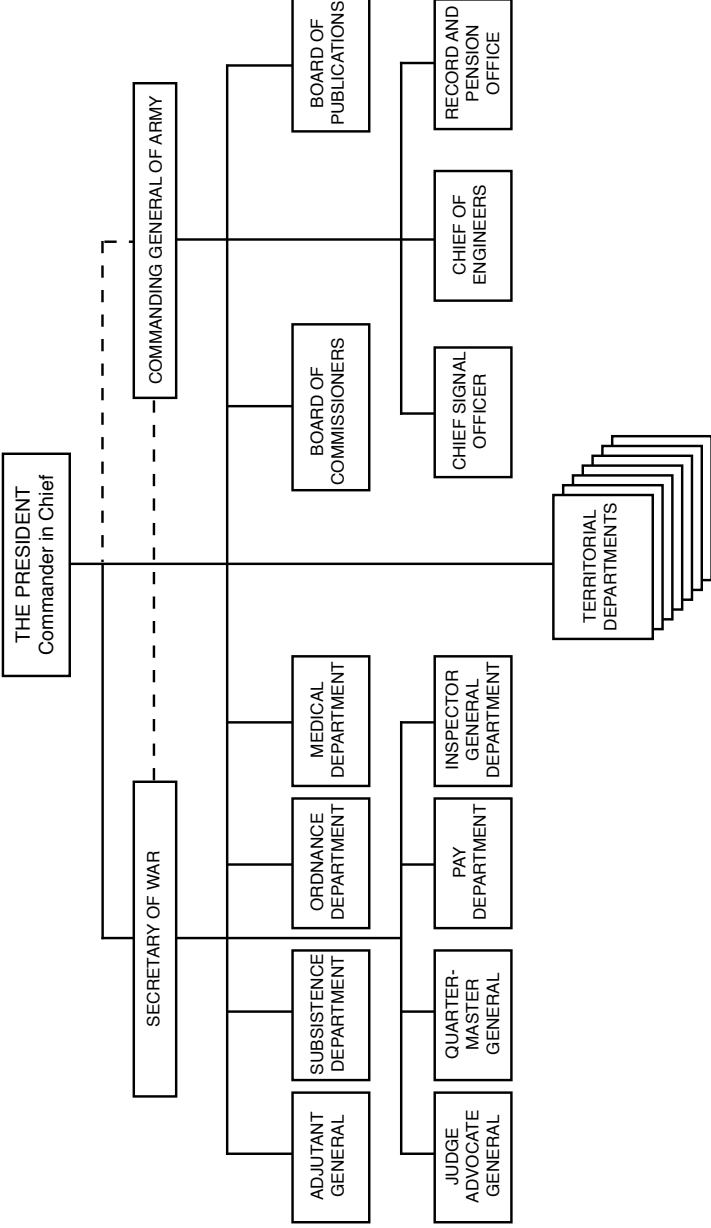 THE PRESIDENT
Commander in Chief
SECRETARY OF WAR
COMMANDING GENERAL OF ARMY
ADJUTANT
GENERAL
SUBSISTENCE
DEPARTMENT
ORDNANCE
DEPARTMENT
MEDICAL
DEPARTMENT
BOARD OF
COMMISSIONERS
BOARD OF
PUBLICATIONS
JUDGE
ADVOCATE
GENERAL
QUARTER-
MASTER
GENERAL
PAY
DEPARTMENT
INSPECTOR
GENERAL
DEPARTMENT
CHIEF SIGNAL
OFFICER
CHIEF OF
ENGINEERS
RECORD AND
PENSION
OFFICE
TERRITORIAL
DEPARTMENTS